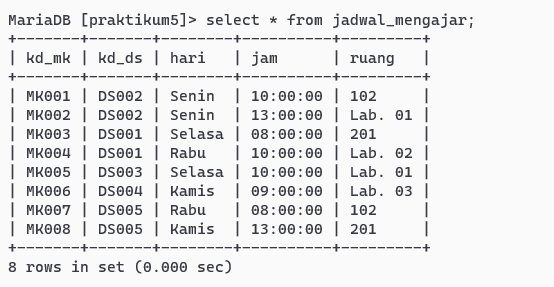 MariaDB [praktikum5]> select * from jadwal_mengajar;
+-------+-------+--------+----------+---------+
| kd_mk | kd_ds | hari   | jam      | ruang   |
+-------+-------+--------+----------+---------+
| MK001 | DS002 | Senin  | 10:00:00 | 102     |
| MK002 | DS002 | Senin  | 13:00:00 | Lab. 01 |
| MK003 | DS001 | Selasa | 08:00:00 | 201     |
| MK004 | DS001 | Rabu   | 10:00:00 | Lab. 02 |
| MK005 | DS003 | Selasa | 10:00:00 | Lab. 01 |
| MK006 | DS004 | Kamis  | 09:00:00 | Lab. 03 |
| MK007 | DS005 | Rabu   | 08:00:00 | 102     |
| MK008 | DS005 | Kamis  | 13:00:00 | 201     |
+-------+-------+--------+----------+---------+
8 rows in set (0.000 sec)